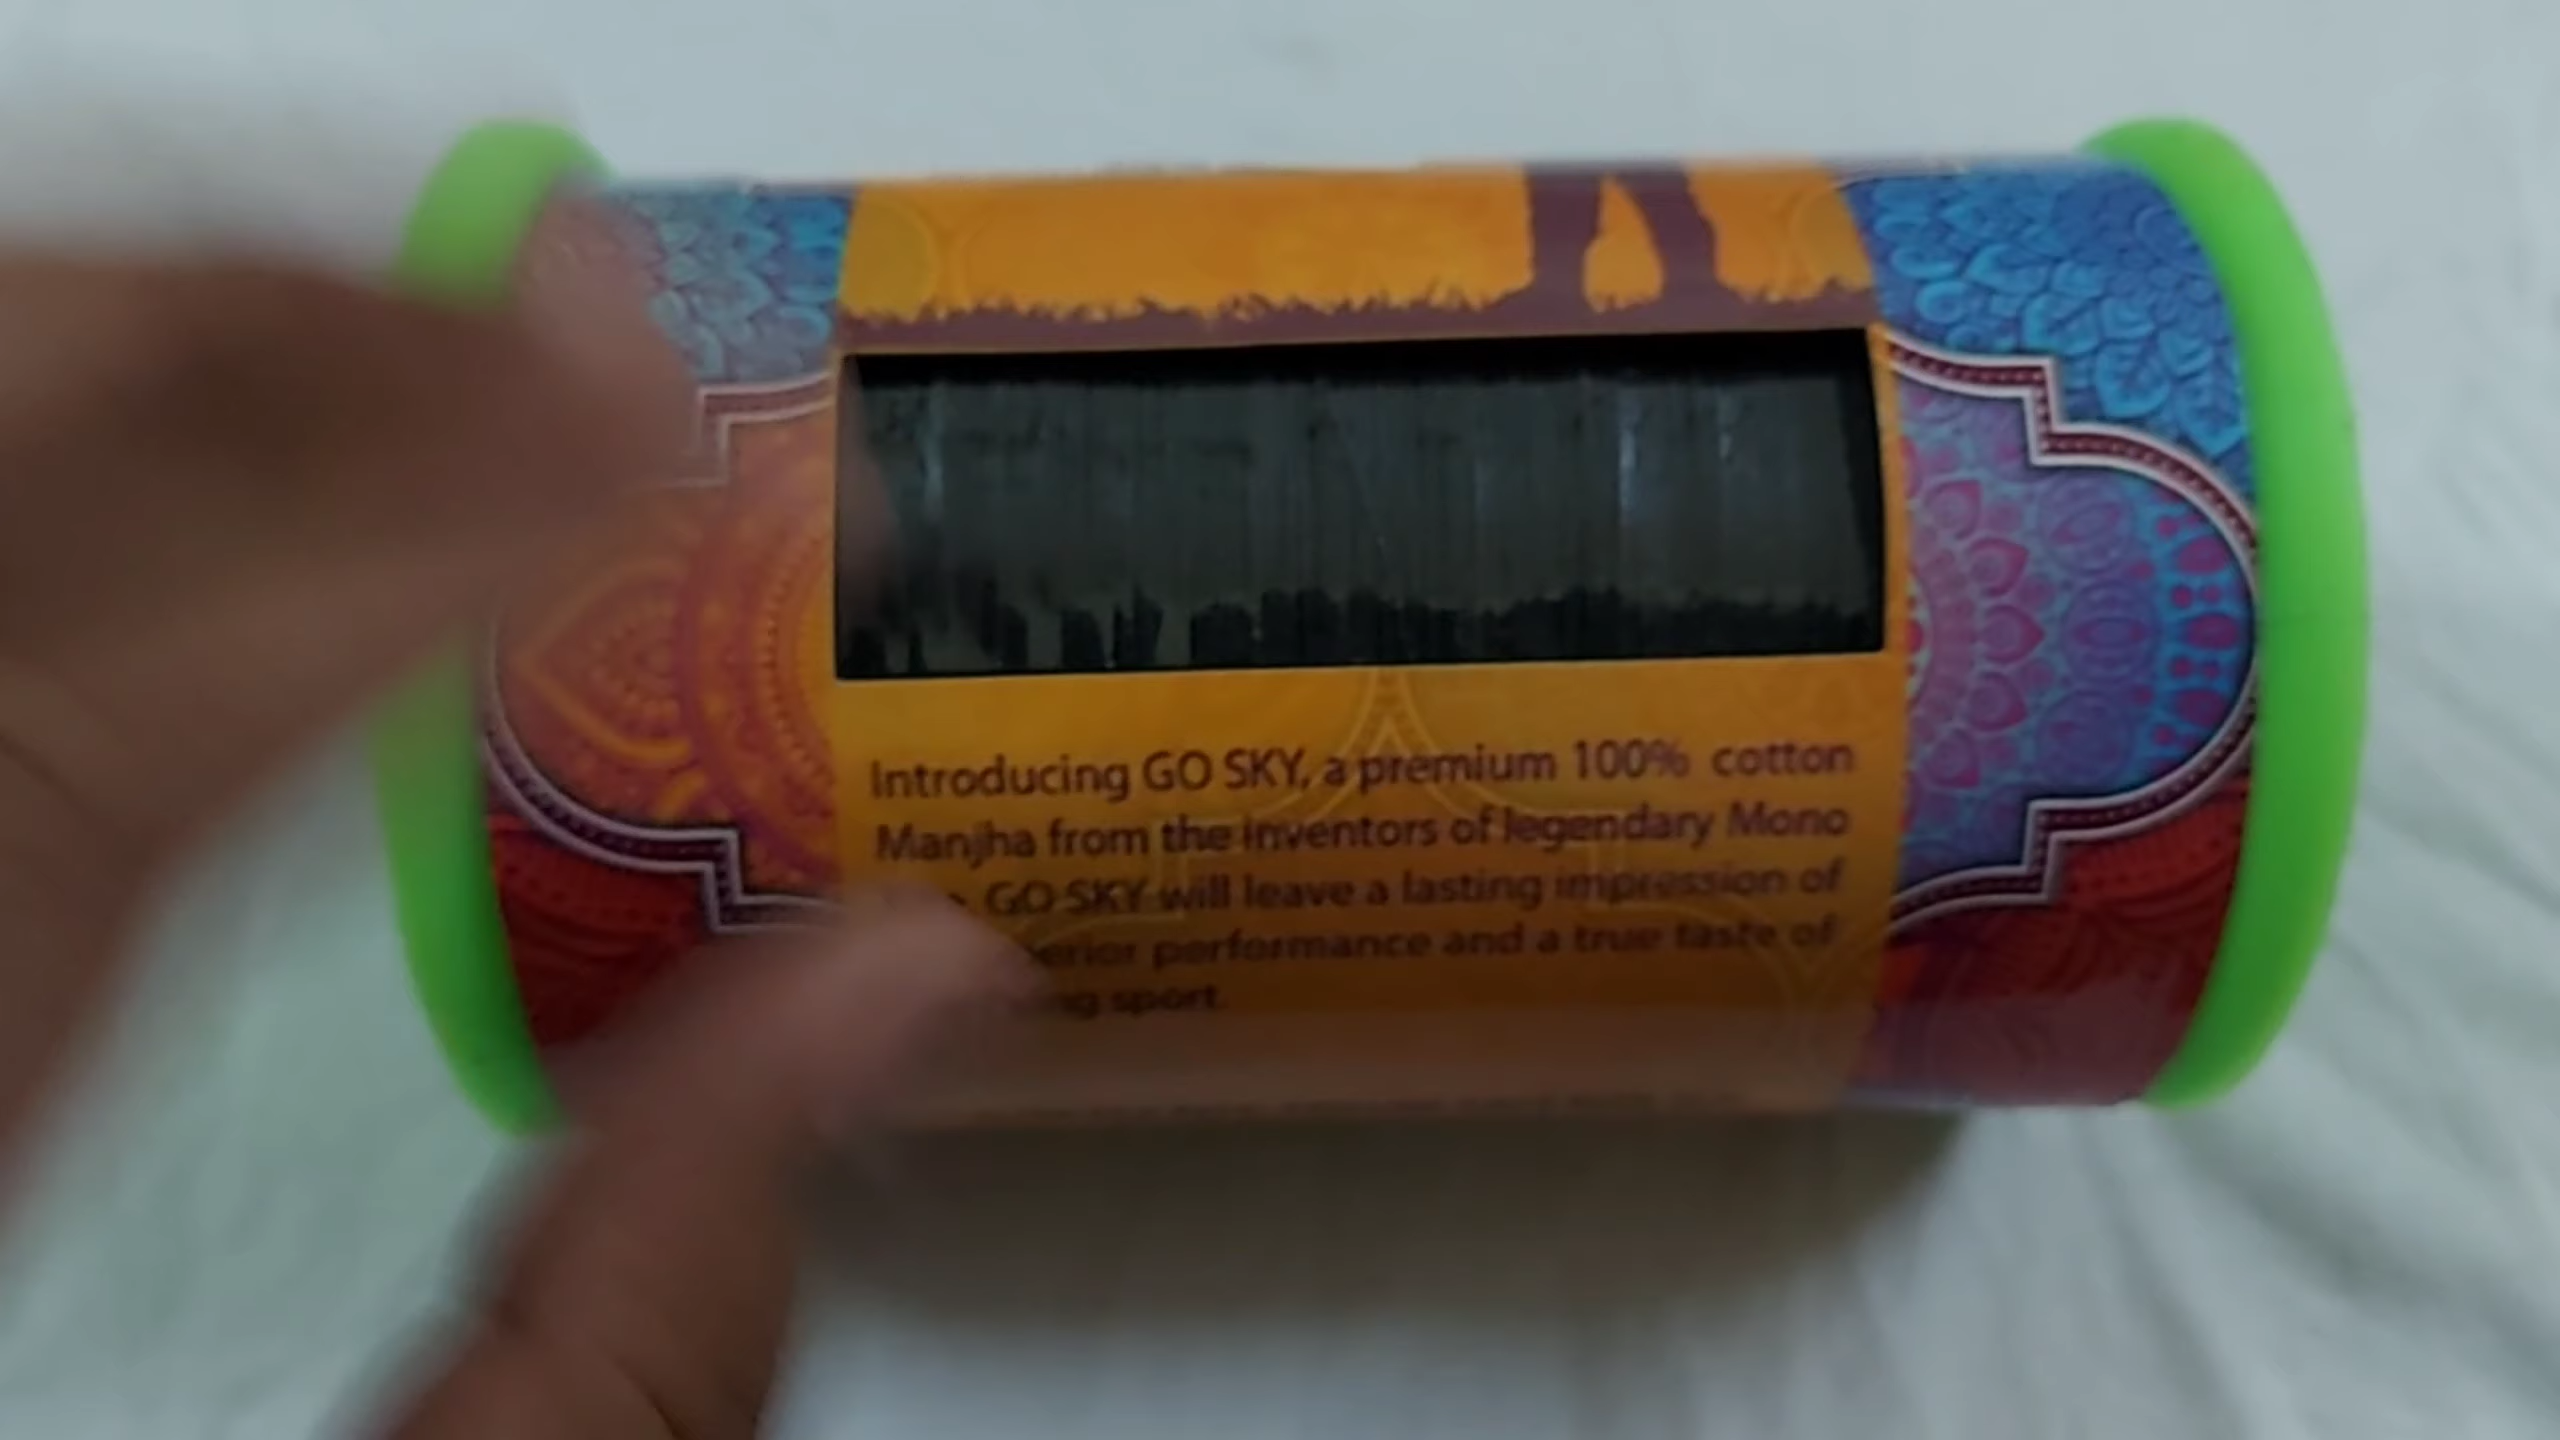 Introducing GO SKY, a premium 100% cotton
Manjha from the inventors of legendary Mono
GO SKY will leave a lasting impression of
performance and a true taste of
sport.